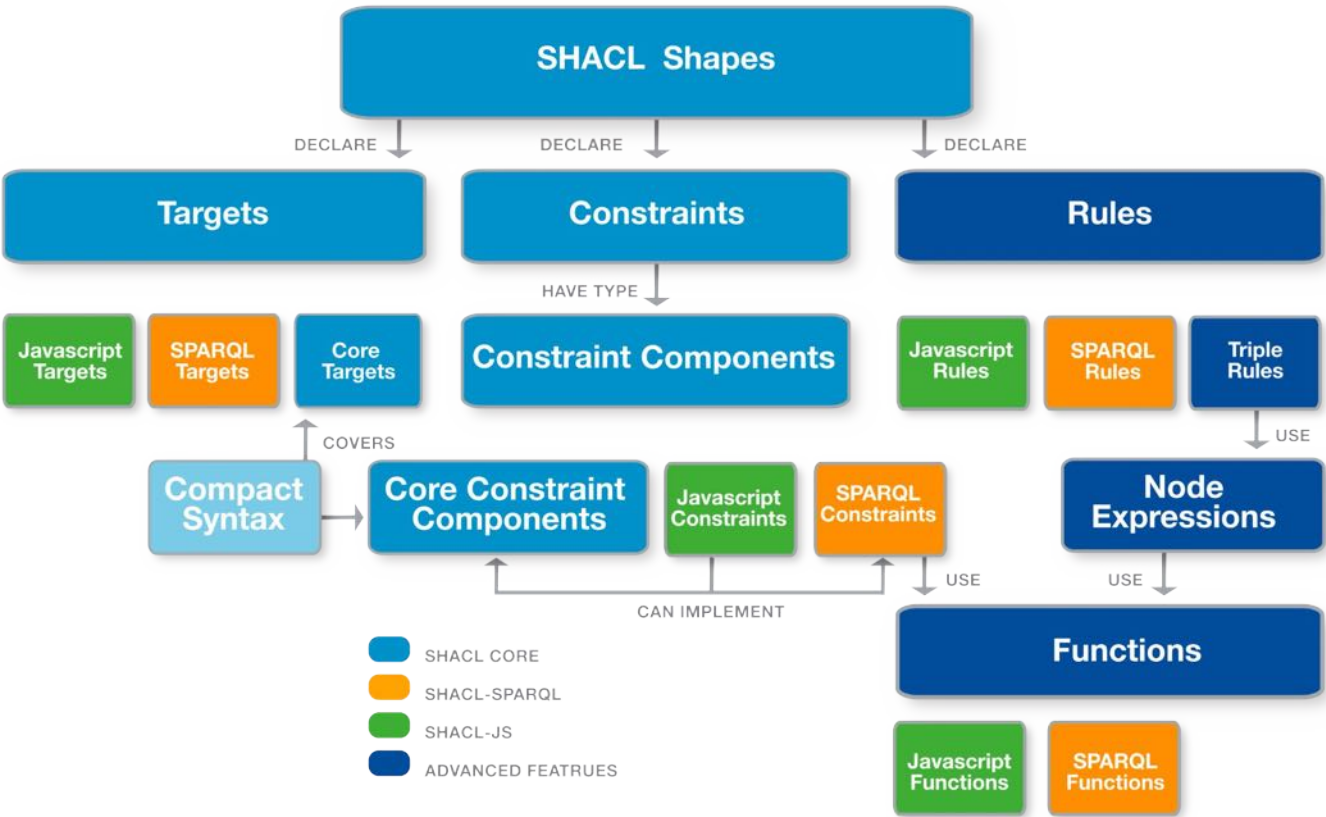 SHACL Shapes
DECLARE
DECLARE
DECLARE
Targets
Constraints
Rules
HAVE TYPE
Javascript
Targets
SPARQL
Targets
Core
Targets
Constraint Components
Javascript
Rules
SPARQL
Rules
Triple
Rules
COVERS
USE
Compact
Syntax
Core Constraint
Components
Javascript
Constraints
SPARQL
Constraints
Node
Expressions
USE
USE
CAN IMPLEMENT
Functions
SHACL CORE
SHACL-SPARQL
SHACL-JS
ADVANCED FEATRUES
Javascript
Functions
SPARQL
Functions